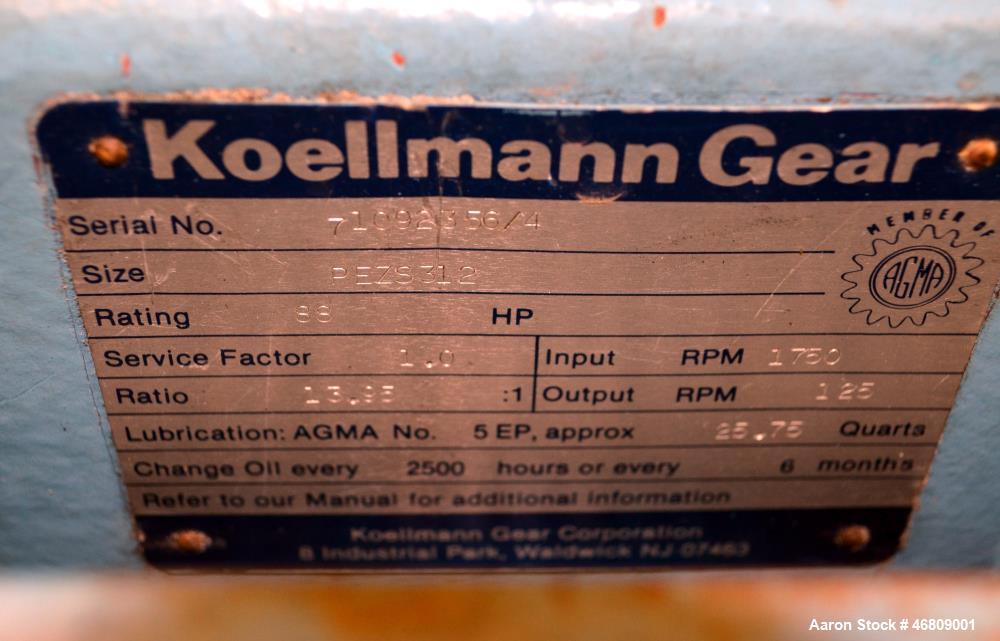 Koellmann Gear
Serial No. 71092356/4
MEMBER OF
AGMA
Size PEZS312
Rating 88 HP
Service Factor 1.0 Input RPM 1750
Ratio 13.95 :1 Output RPM 125
Lubrication: AGMA No. 5 EP, approx 25.75 Quarts
Change Oil every 2500 hours or every 6 months
Refer to our Manual for additional information
Koellmann Gear Corporation
8 Industrial Park, Waldwick NJ 07463
Aaron Stock # 46809001